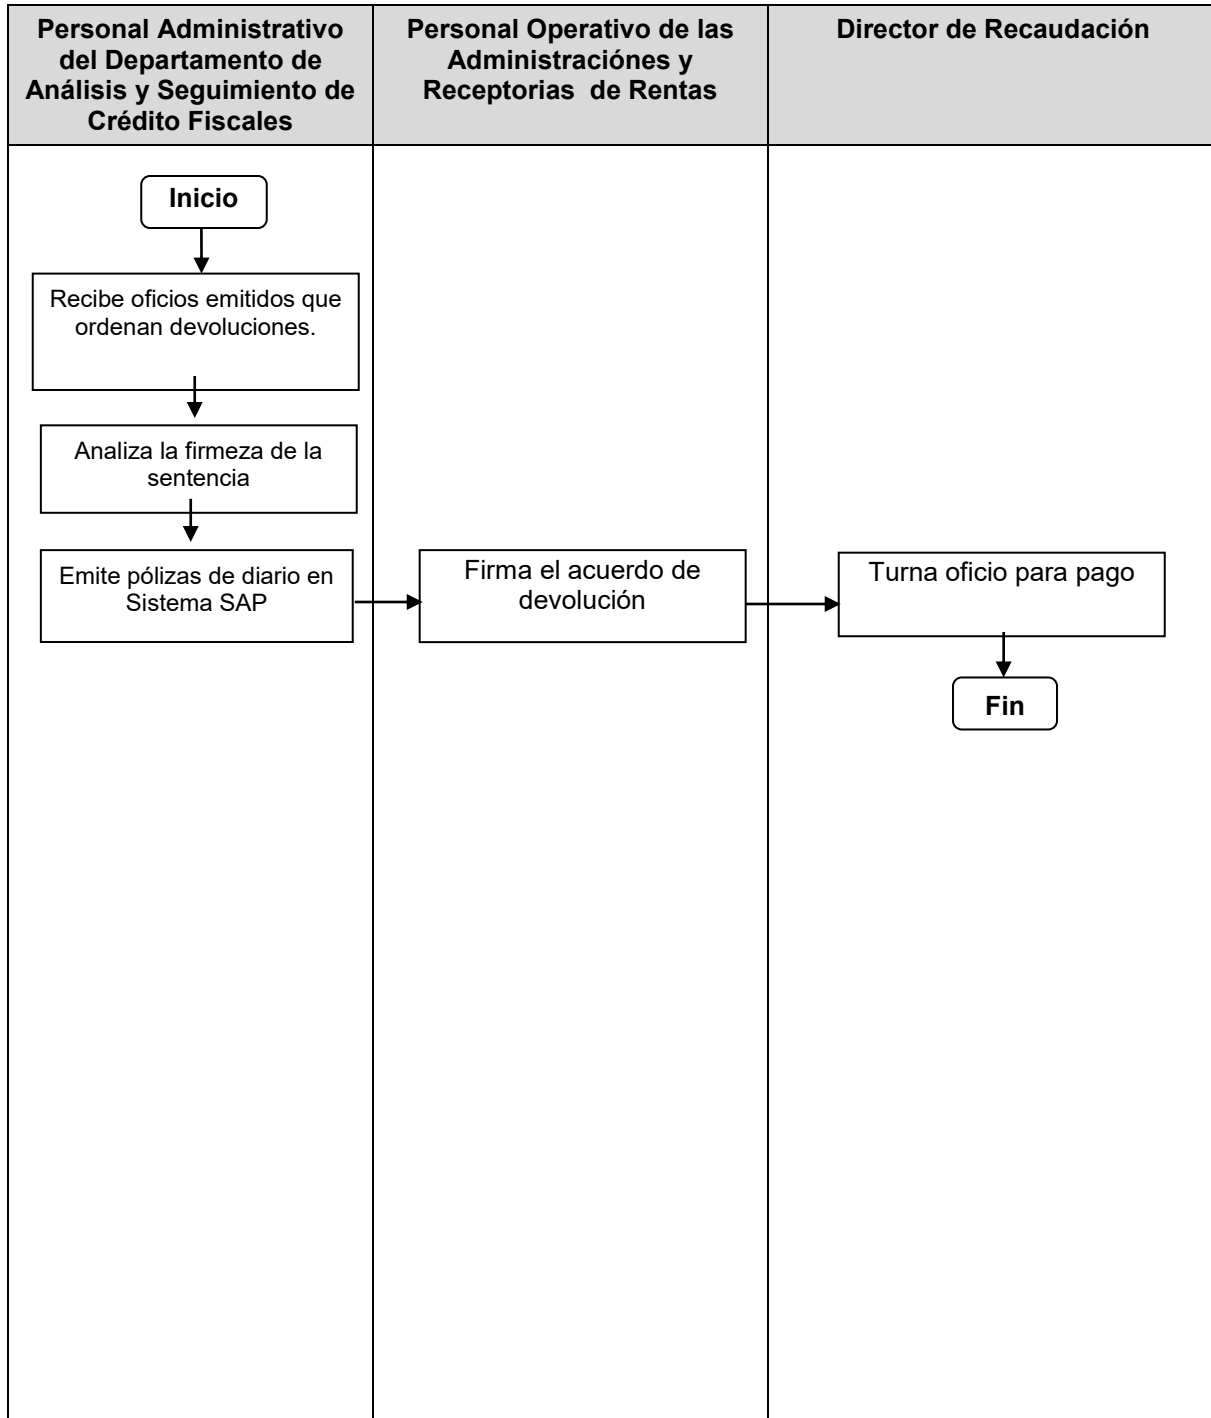 Personal Administrativo
del Departamento de
Análisis y Seguimiento de
Crédito Fiscales
Personal Operativo de las
Administraciónes y
Receptorias de Rentas
Director de Recaudación
Inicio
Recibe oficios emitidos que
ordenan devoluciones.
Analiza la firmeza de la
sentencia
Emite pólizas de diario en
Sistema SAP
Firma el acuerdo de
devolución
Turna oficio para pago
Fin